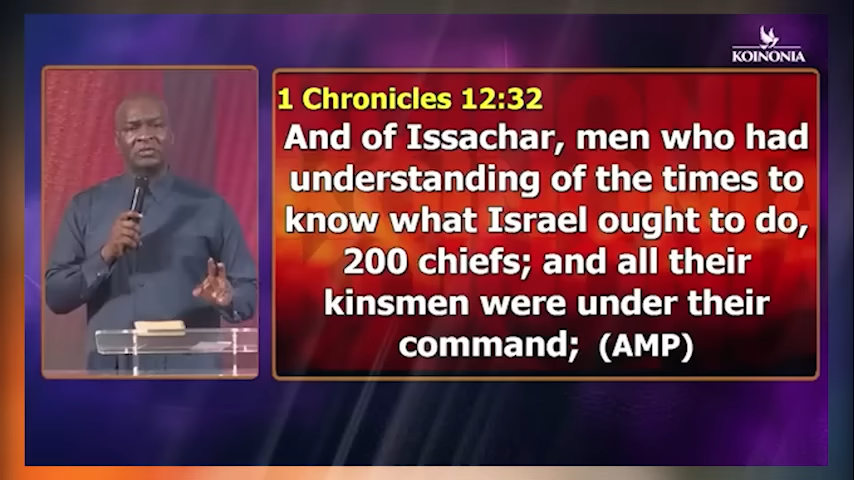 KOINONIA
1 Chronicles 12:32
And of Issachar, men who had
understanding of the times to
know what Israel ought to do,
200 chiefs; and all their
kinsmen were under their
command; (AMP)